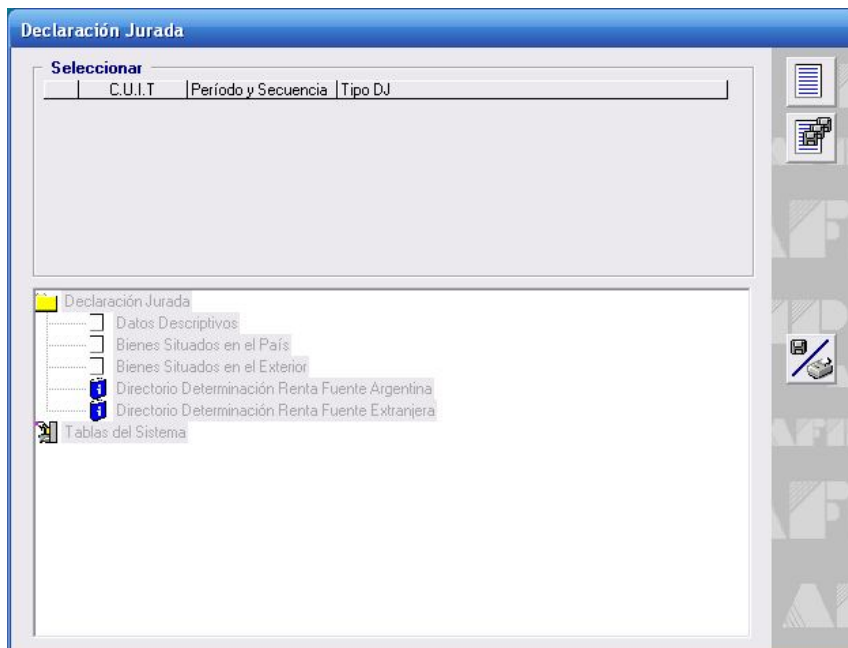 Declaración Jurada
Seleccionar
C.U.I.T Período y Secuencia Tipo DJ
Declaración Jurada
Datos Descriptivos
Bienes Situados en el País
Bienes Situados en el Exterior
Directorio Determinación Renta Fuente Argentina
Directorio Determinación Renta Fuente Extranjera
Tablas del Sistema